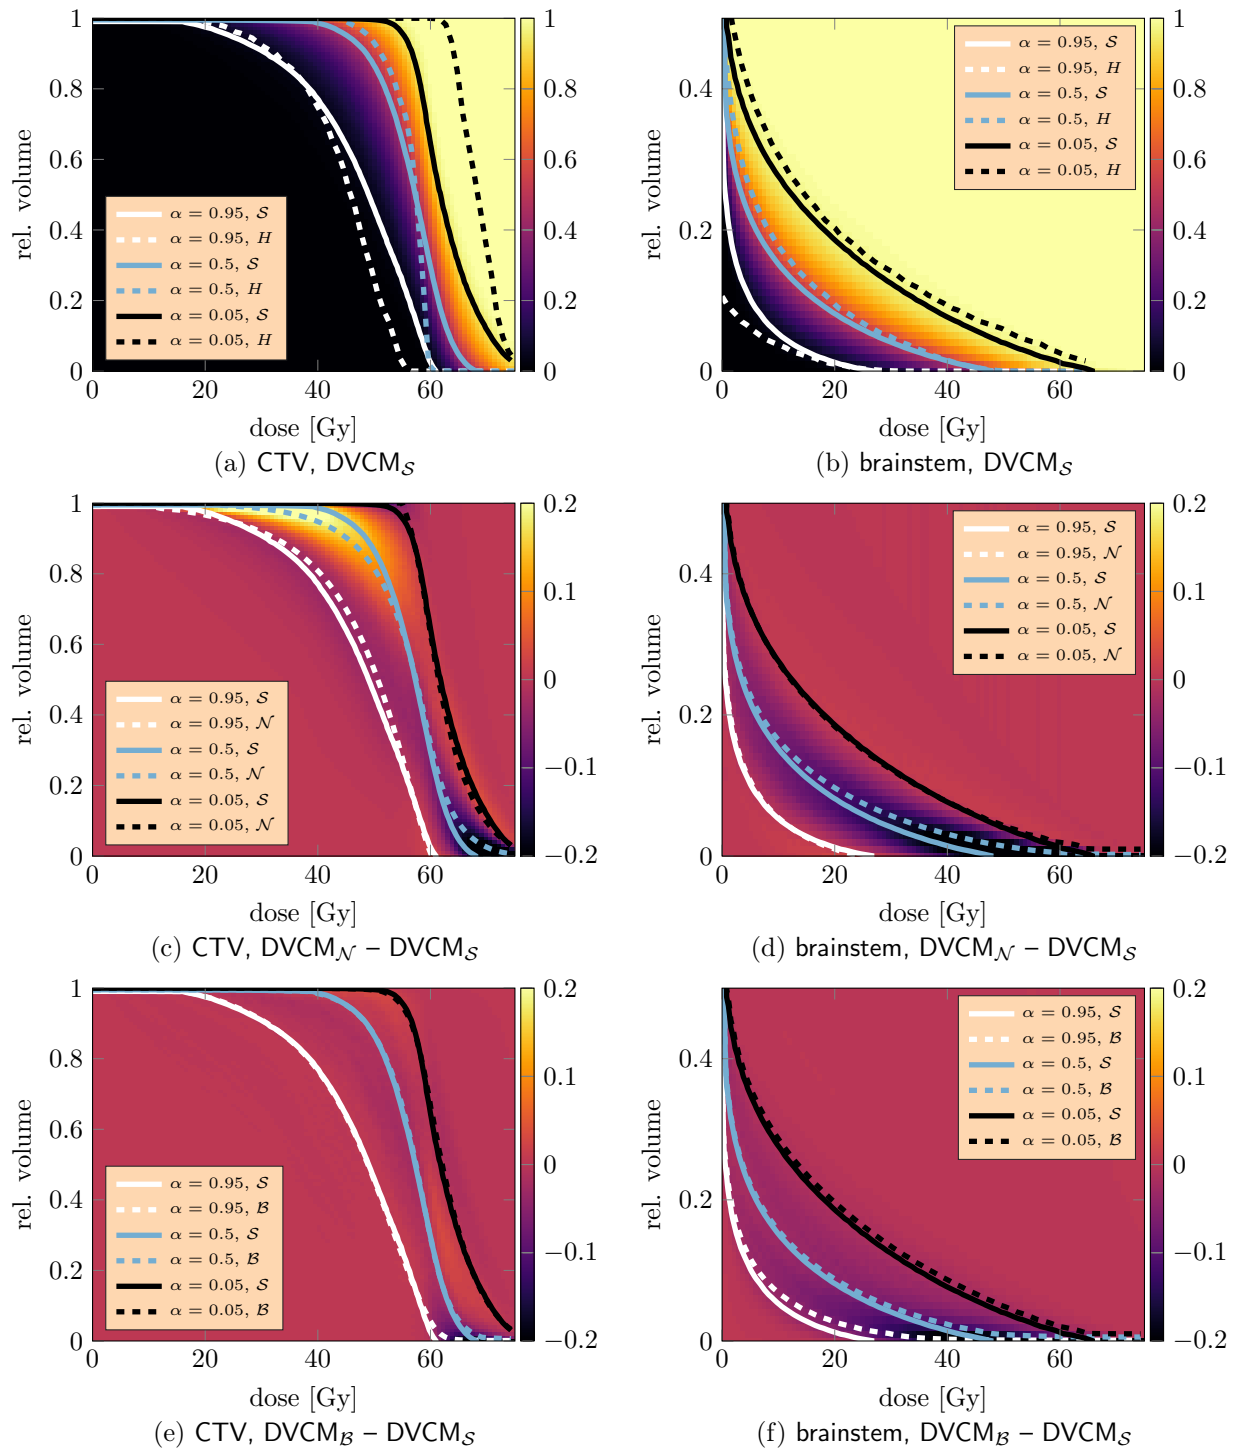 1
0.8
0.6
0.4
0.2
0
rel. volume
α = 0.95, 𝒮
α = 0.95, H
α = 0.5, 𝒮
α = 0.5, H
α = 0.05, 𝒮
α = 0.05, H
0 20 40 60
dose [Gy]
1
0.8
0.6
0.4
0.2
0
(a) CTV, DVCM𝒮
0.4
0.2
0
rel. volume
α = 0.95, 𝒮
α = 0.95, H
α = 0.5, 𝒮
α = 0.5, H
α = 0.05, 𝒮
α = 0.05, H
0 20 40 60
dose [Gy]
1
0.8
0.6
0.4
0.2
0
(b) brainstem, DVCM𝒮
1
0.8
0.6
0.4
0.2
0
rel. volume
α = 0.95, 𝒮
α = 0.95, 𝒩
α = 0.5, 𝒮
α = 0.5, 𝒩
α = 0.05, 𝒮
α = 0.05, 𝒩
0 20 40 60
dose [Gy]
0.2
0.1
0
−0.1
−0.2
(c) CTV, DVCM𝒩 – DVCM𝒮
0.4
0.2
0
rel. volume
α = 0.95, 𝒮
α = 0.95, 𝒩
α = 0.5, 𝒮
α = 0.5, 𝒩
α = 0.05, 𝒮
α = 0.05, 𝒩
0 20 40 60
dose [Gy]
0.2
0.1
0
−0.1
−0.2
(d) brainstem, DVCM𝒩 – DVCM𝒮
1
0.8
0.6
0.4
0.2
0
rel. volume
α = 0.95, 𝒮
α = 0.95, ℬ
α = 0.5, 𝒮
α = 0.5, ℬ
α = 0.05, 𝒮
α = 0.05, ℬ
0 20 40 60
dose [Gy]
0.2
0.1
0
−0.1
−0.2
(e) CTV, DVCMℬ – DVCM𝒮
0.4
0.2
0
rel. volume
α = 0.95, 𝒮
α = 0.95, ℬ
α = 0.5, 𝒮
α = 0.5, ℬ
α = 0.05, 𝒮
α = 0.05, ℬ
0 20 40 60
dose [Gy]
0.2
0.1
0
−0.1
−0.2
(f) brainstem, DVCMℬ – DVCM𝒮